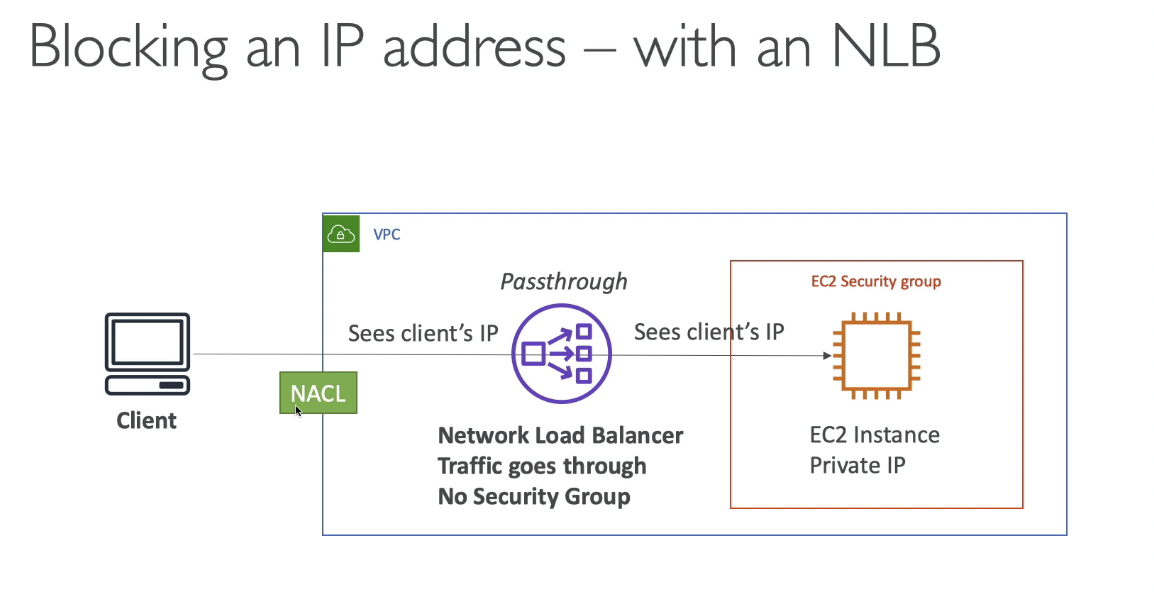 Blocking an IP address – with an NLB
VPC
Passthrough
EC2 Security group
Sees client's IP
Sees client's IP
NACL
Client
Network Load Balancer
Traffic goes through
No Security Group
EC2 Instance
Private IP